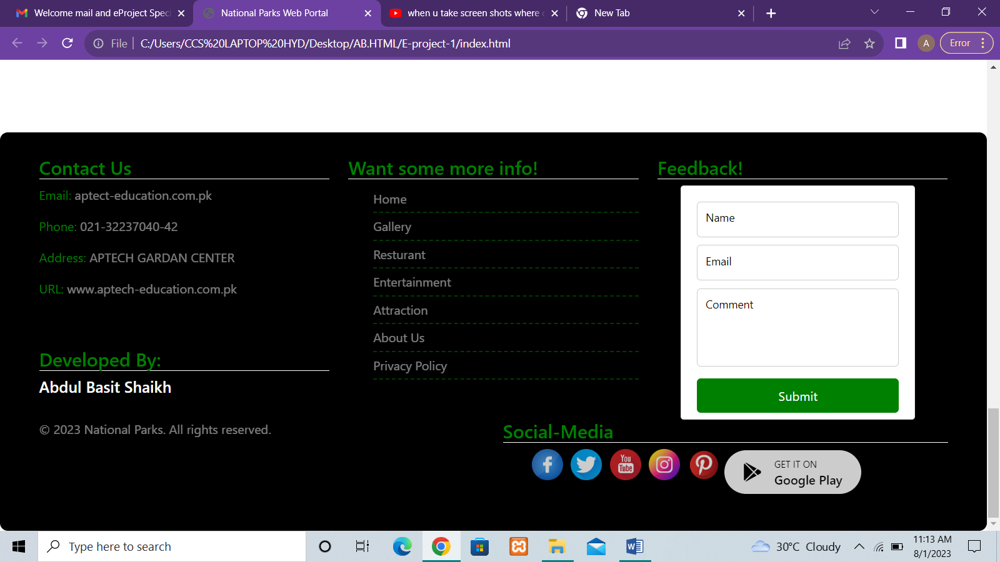 Welcome mail and eProject Speci
National Parks Web Portal
when u take screen shots where
New Tab
File
C:/Users/CCS%20LAPTOP%20HYD/Desktop/AB.HTML/E-project-1/index.html
A
Error
Contact Us
Email: aptect-education.com.pk
Phone: 021-32237040-42
Address: APTECH GARDAN CENTER
URL: www.aptech-education.com.pk
Developed By:
Abdul Basit Shaikh
© 2023 National Parks. All rights reserved.
Want some more info!
Home
Gallery
Resturant
Entertainment
Attraction
About Us
Privacy Policy
Feedback!
Name
Email
Comment
Submit
Social-Media
You
Tube
GET IT ON
Google Play
Type here to search
30°C Cloudy
11:13 AM
8/1/2023